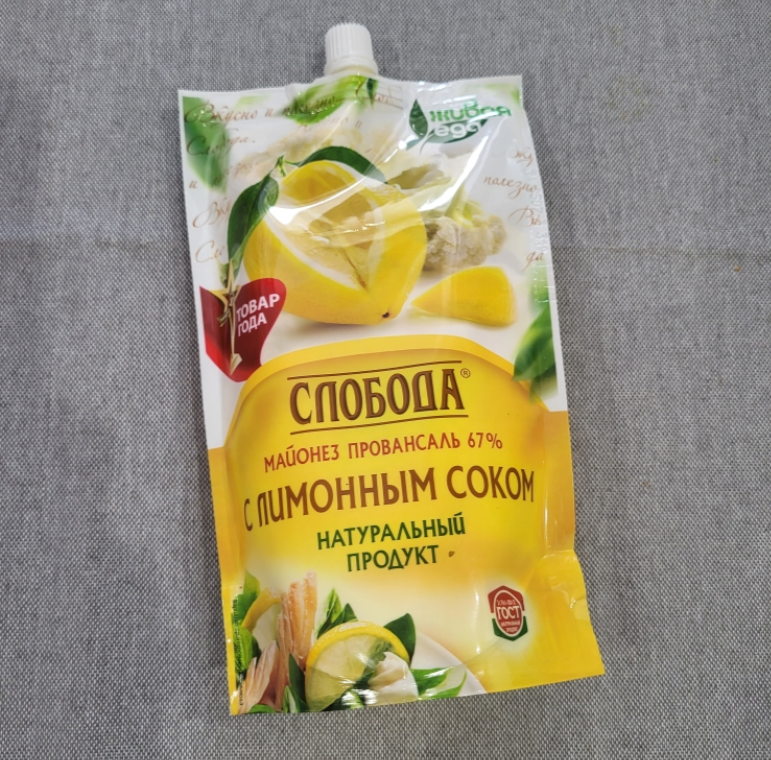 Живая
еда
ТОВАР
ГОДА
СЛОБОДА®
МАЙОНЕЗ ПРОВАНСАЛЬ 67%
С ЛИМОННЫМ СОКОМ
НАТУРАЛЬНЫЙ
ПРОДУКТ
ГОСТ